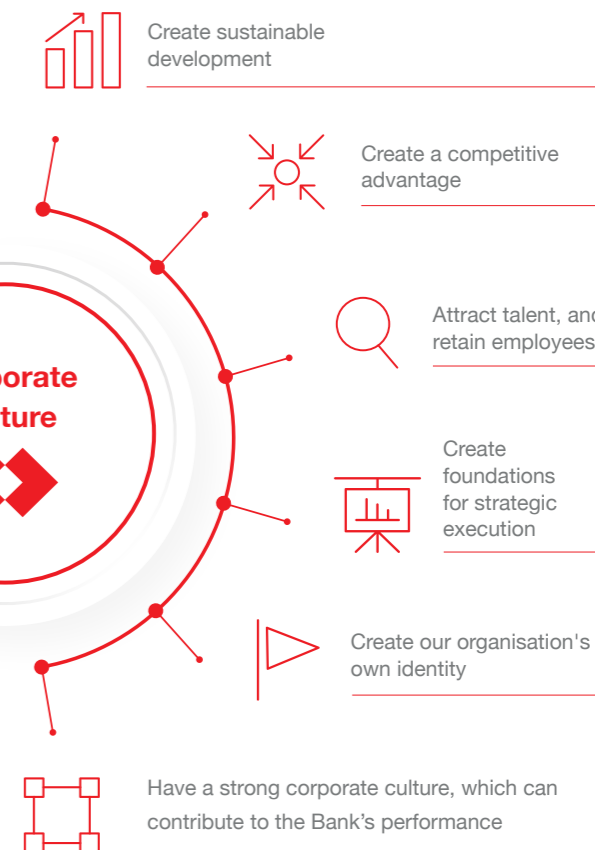 Create sustainable
development
Create a competitive
advantage
Attract talent, and
retain employees
porate
ture
Create
foundations
for strategic
execution
Create our organisation's
own identity
Have a strong corporate culture, which can
contribute to the Bank’s performance